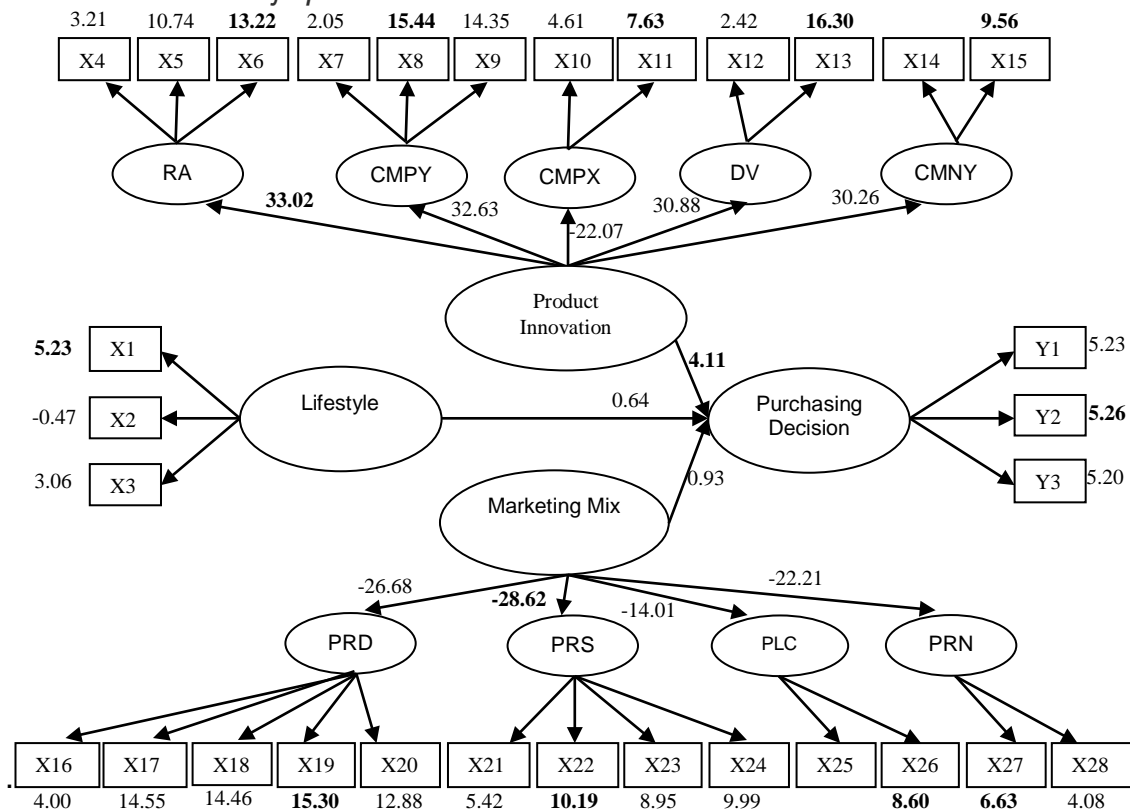 3.21 10.74 13.22 2.05 15.44 14.35 4.61 7.63 2.42 16.30 9.56
X4 X5 X6 X7 X8 X9 X10 X11 X12 X13 X14 X15
RA CMPY CMPX DV CMNY
33.02 32.63 -22.07 30.88 30.26
Product
Innovation
5.23 X1
-0.47 X2
3.06 X3
Lifestyle
4.11
0.64
Purchasing
Decision
Y1 5.23
Y2 5.26
Y3 5.20
0.93
Marketing Mix
-26.68 -28.62 -14.01 -22.21
PRD PRS PLC PRN
X16 X17 X18 X19 X20 X21 X22 X23 X24 X25 X26 X27 X28
4.00 14.55 14.46 15.30 12.88 5.42 10.19 8.95 9.99 8.60 6.63 4.08